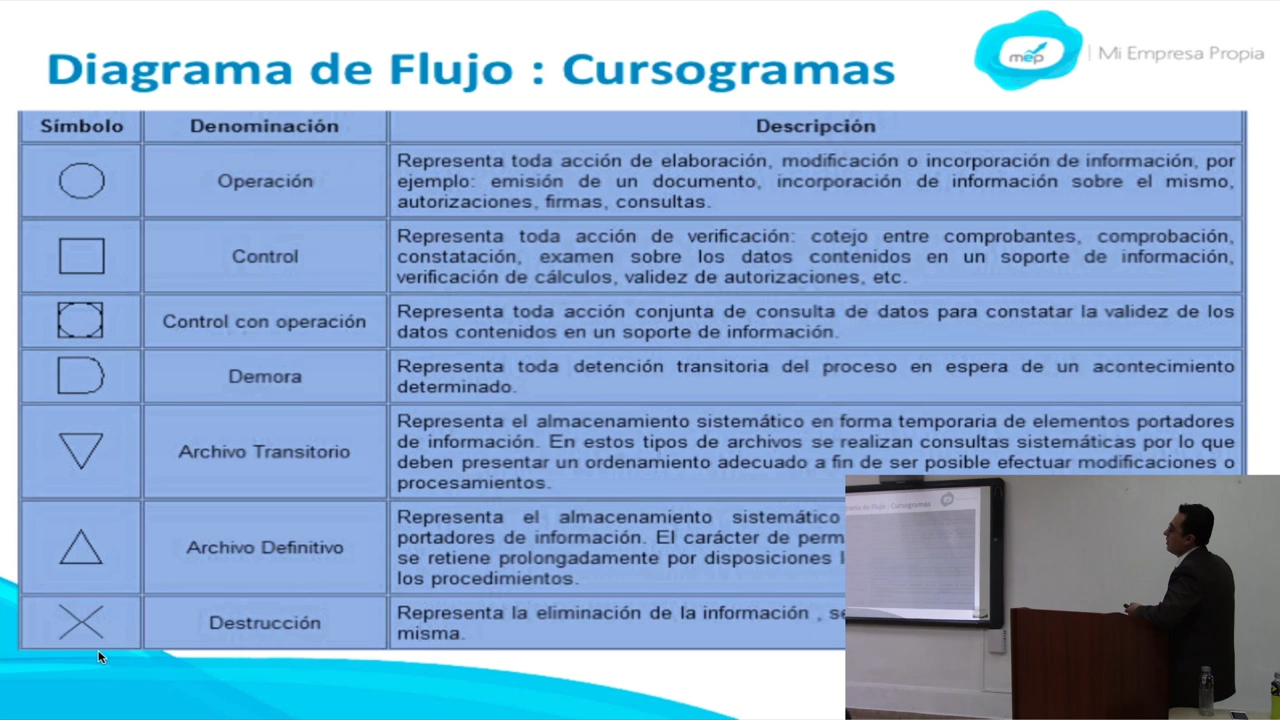 Diagrama de Flujo : Cursogramas
mep | Mi Empresa Propia
Símbolo Denominación Descripción
Operación
Representa toda acción de elaboración, modificación o incorporación de información, por
ejemplo: emisión de un documento, incorporación de información sobre el mismo,
autorizaciones, firmas, consultas.
Control
Representa toda acción de verificación: cotejo entre comprobantes, comprobación,
constatación, examen sobre los datos contenidos en un soporte de información,
verificación de cálculos, validez de autorizaciones, etc.
Control con operación
Representa toda acción conjunta de consulta de datos para constatar la validez de los
datos contenidos en un soporte de información.
Demora
Representa toda detención transitoria del proceso en espera de un acontecimiento
determinado.
Archivo Transitorio
Representa el almacenamiento sistemático en forma temporaria de elementos portadores
de información. En estos tipos de archivos se realizan consultas sistemáticas por lo que
deben presentar un ordenamiento adecuado a fin de ser posible efectuar modificaciones o
procesamientos.
Archivo Definitivo
Representa el almacenamiento sistemático
portadores de información. El carácter de perm
se retiene prolongadamente por disposiciones
los procedimientos.
Destrucción
Representa la eliminación de la información , se
misma.
de Flujo : Cursogramas